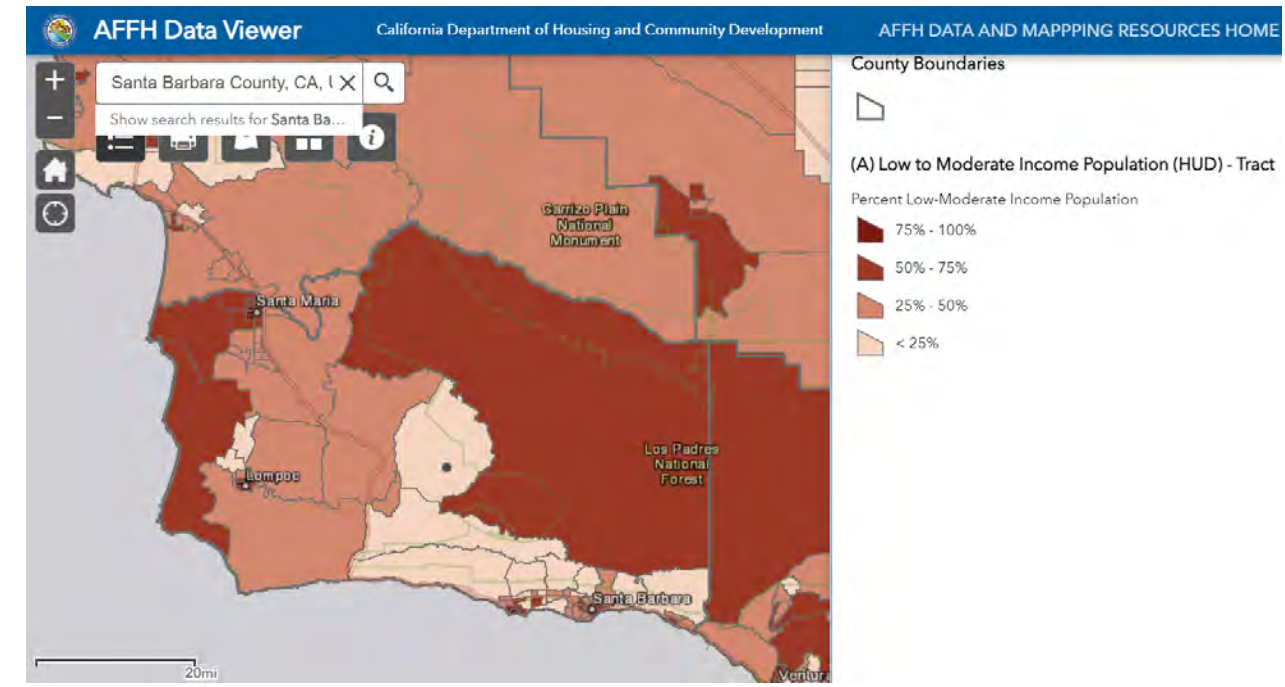 AFFH Data Viewer
California Department of Housing and Community Development
AFFH DATA AND MAPPPING RESOURCES HOME
+
−
Santa Barbara County, CA, U
Show search results for Santa Ba...
County Boundaries
(A) Low to Moderate Income Population (HUD) - Tract
Percent Low-Moderate Income Population
75% - 100%
50% - 75%
25% - 50%
< 25%
Carrizo Plain
National
Monument
Santa Maria
Los Padres
National
Forest
Lompoc
Santa Barbara
Ventura
20mi